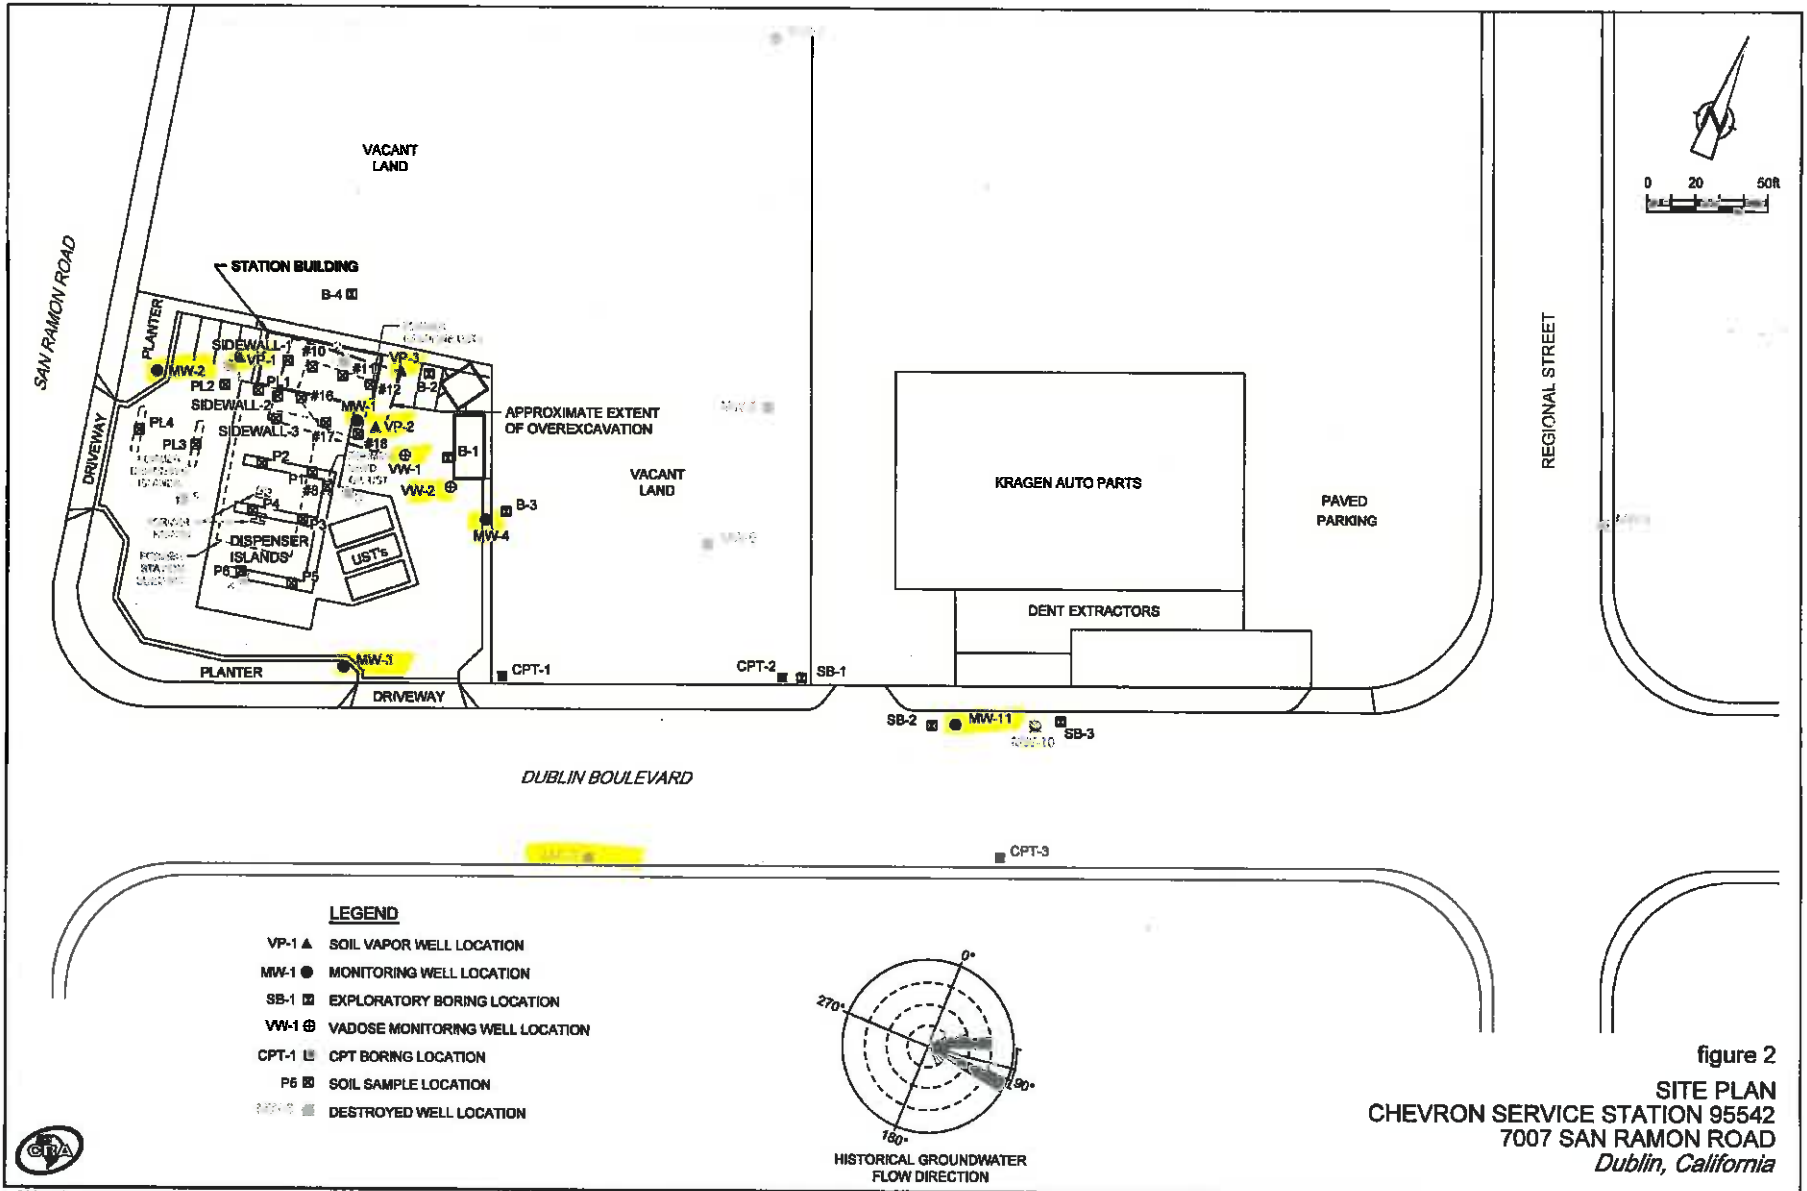 VACANT
LAND
0 20 50ft
SAN RAMON ROAD
STATION BUILDING
B-4
PLANTER
SIDEWALL-1
#10
VP-1
VP-3
MW-2
#11
B-2
PL2
PL1
#12
#16
SIDEWALL-2
MW-1
APPROXIMATE EXTENT
OF OVEREXCAVATION
PL4
SIDEWALL-3
VP-2
#17
#18
PL3
DRIVEWAY
P2
VW-1
B-1
P1
VW-2
P4
B-3
P3
MW-4
DISPENSER
ISLANDS
UST's
P6
P5
VACANT
LAND
KRAGEN AUTO PARTS
PAVED
PARKING
REGIONAL STREET
DENT EXTRACTORS
MW-3
PLANTER
DRIVEWAY
CPT-1
CPT-2
SB-1
SB-2
MW-11
SB-3
DUBLIN BOULEVARD
CPT-3
LEGEND
VP-1 SOIL VAPOR WELL LOCATION
MW-1 MONITORING WELL LOCATION
SB-1 EXPLORATORY BORING LOCATION
VW-1 VADOSE MONITORING WELL LOCATION
CPT-1 CPT BORING LOCATION
P6 SOIL SAMPLE LOCATION
DESTROYED WELL LOCATION
0°
270°
90°
180°
HISTORICAL GROUNDWATER
FLOW DIRECTION
CRA
figure 2
SITE PLAN
CHEVRON SERVICE STATION 95542
7007 SAN RAMON ROAD
Dublin, California